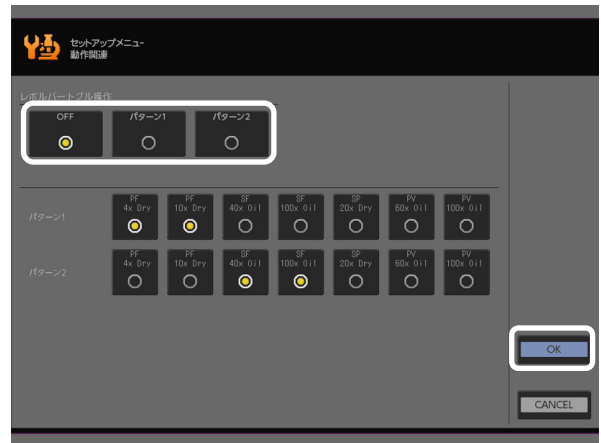 セットアップメニュー
動作関連
レボルバートグル操作
OFF パターン1 パターン2
パターン1 PF 4x Dry PF 10x Dry SF 40x Oil SF 100x Oil SP 20x Dry PV 60x Oil PV 100x Oil
パターン2 PF 4x Dry PF 10x Dry SF 40x Oil SF 100x Oil SP 20x Dry PV 60x Oil PV 100x Oil
OK
CANCEL